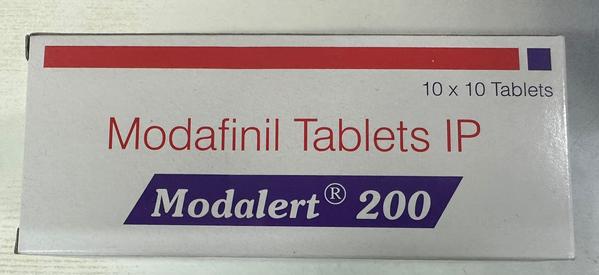 10 x 10 Tablets
Modafinil Tablets IP
Modalert® 200